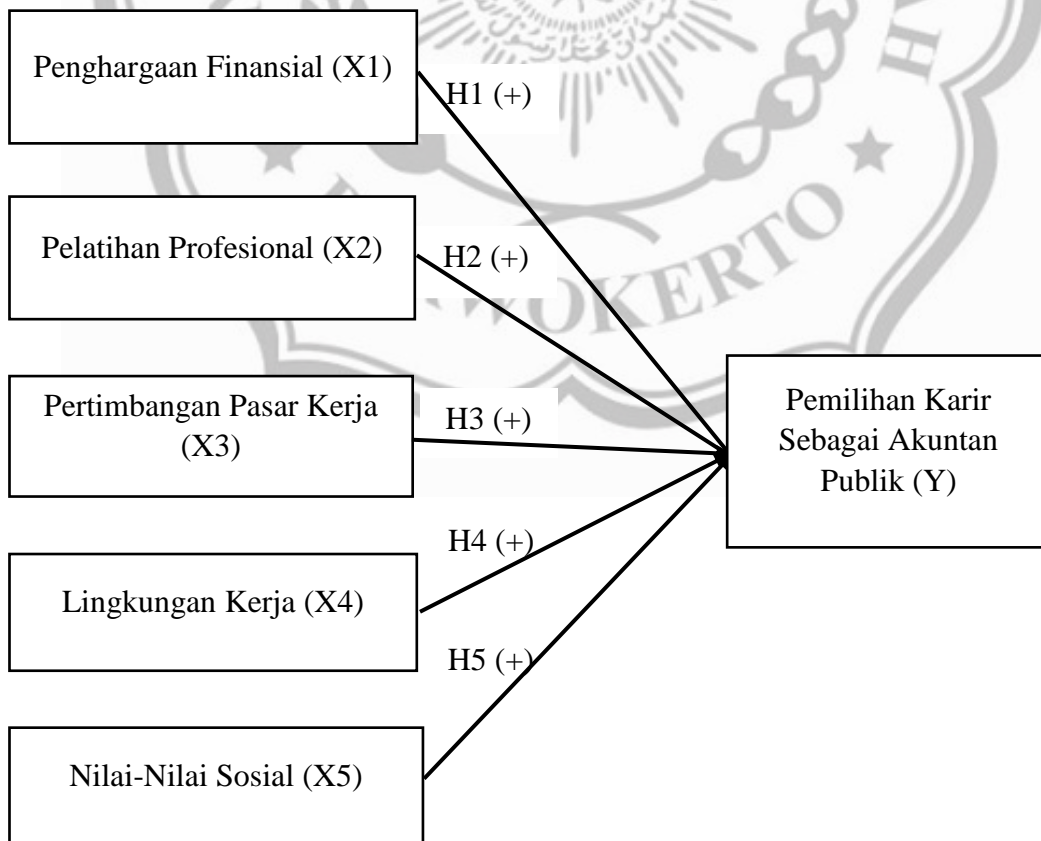 Penghargaan Finansial (X1)
H1 (+)
Pelatihan Profesional (X2)
H2 (+)
Pertimbangan Pasar Kerja
(X3)
H3 (+)
Pemilihan Karir
Sebagai Akuntan
Publik (Y)
H4 (+)
Lingkungan Kerja (X4)
H5 (+)
Nilai-Nilai Sosial (X5)